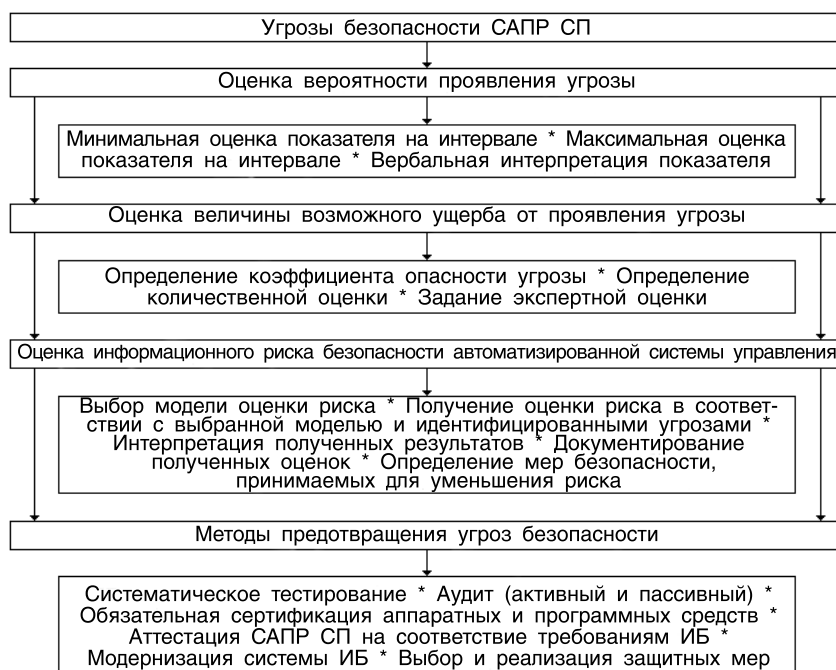 Угрозы безопасности САПР СП
Оценка вероятности проявления угрозы
Минимальная оценка показателя на интервале * Максимальная оценка
показателя на интервале * Вербальная интерпретация показателя
Оценка величины возможного ущерба от проявления угрозы
Определение коэффициента опасности угрозы * Определение
количественной оценки * Задание экспертной оценки
Оценка информационного риска безопасности автоматизированной системы управления
Выбор модели оценки риска * Получение оценки риска в соответ-
ствии с выбранной моделью и идентифицированными угрозами *
Интерпретация полученных результатов * Документирование
полученных оценок * Определение мер безопасности,
принимаемых для уменьшения риска
Методы предотвращения угроз безопасности
Систематическое тестирование * Аудит (активный и пассивный) *
Обязательная сертификация аппаратных и программных средств *
Аттестация САПР СП на соответствие требованиям ИБ *
Модернизация системы ИБ * Выбор и реализация защитных мер